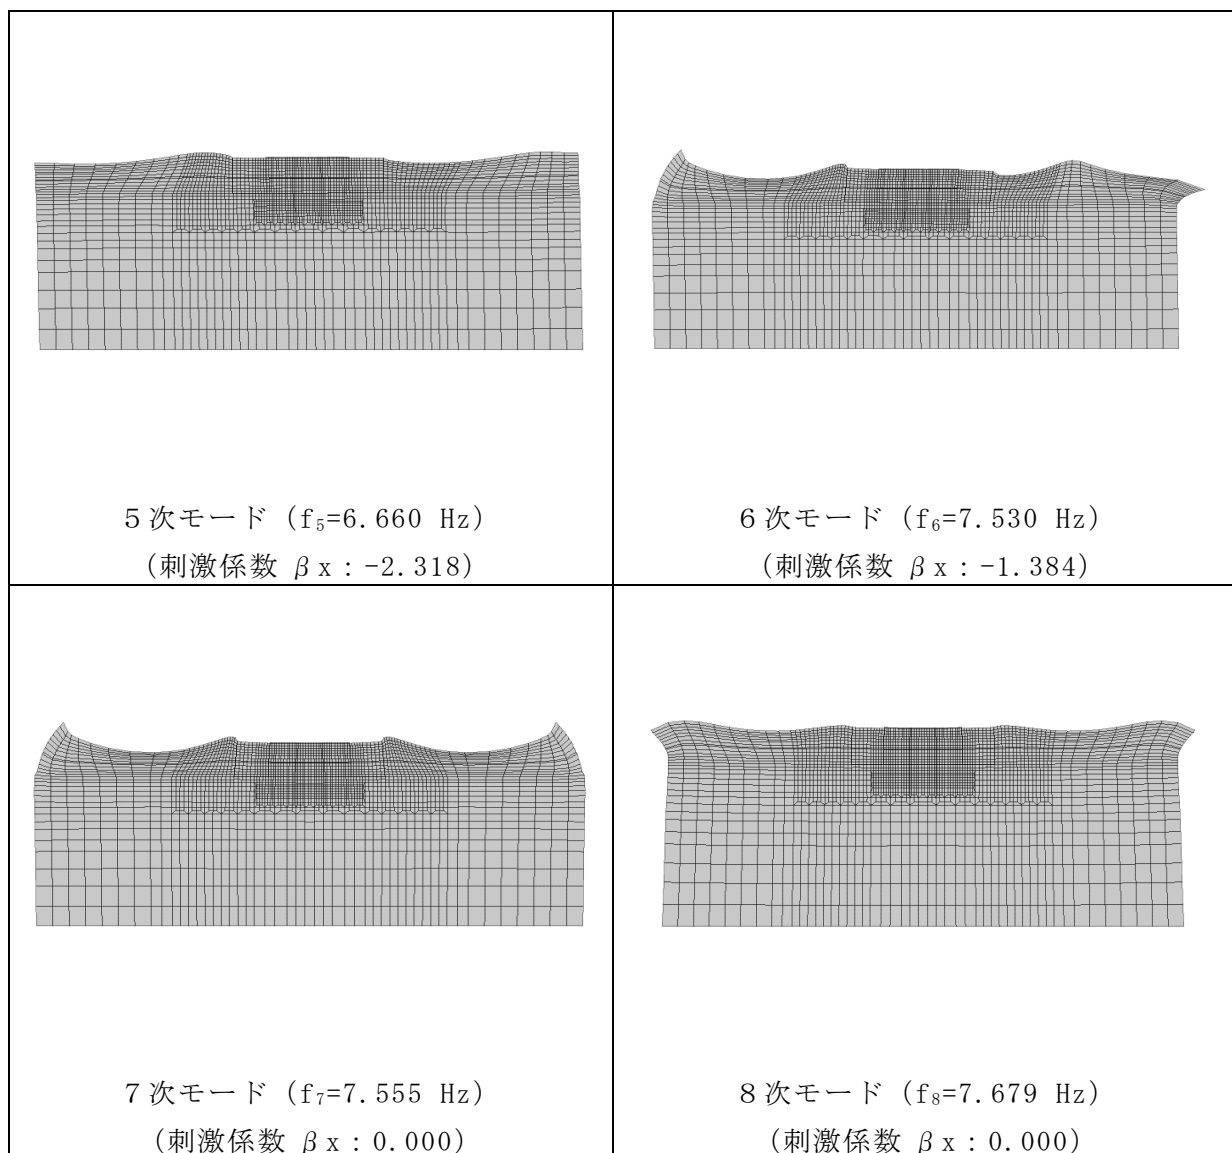 5次モード (f₅=6.660 Hz)
(刺激係数 βx:-2.318)
6次モード (f₆=7.530 Hz)
(刺激係数 βx:-1.384)
7次モード (f₇=7.555 Hz)
(刺激係数 βx:0.000)
8次モード (f₈=7.679 Hz)
(刺激係数 βx:0.000)